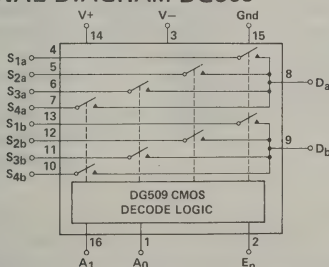 V+ V− Gnd
14 3 15
S1a 4
S2a 5
S3a 6
S4a 7
8 Da
S1b 13
S2b 12
S3b 11
S4b 10
9 Db
DG509 CMOS
DECODE LOGIC
16 1 2
A1 A0 En